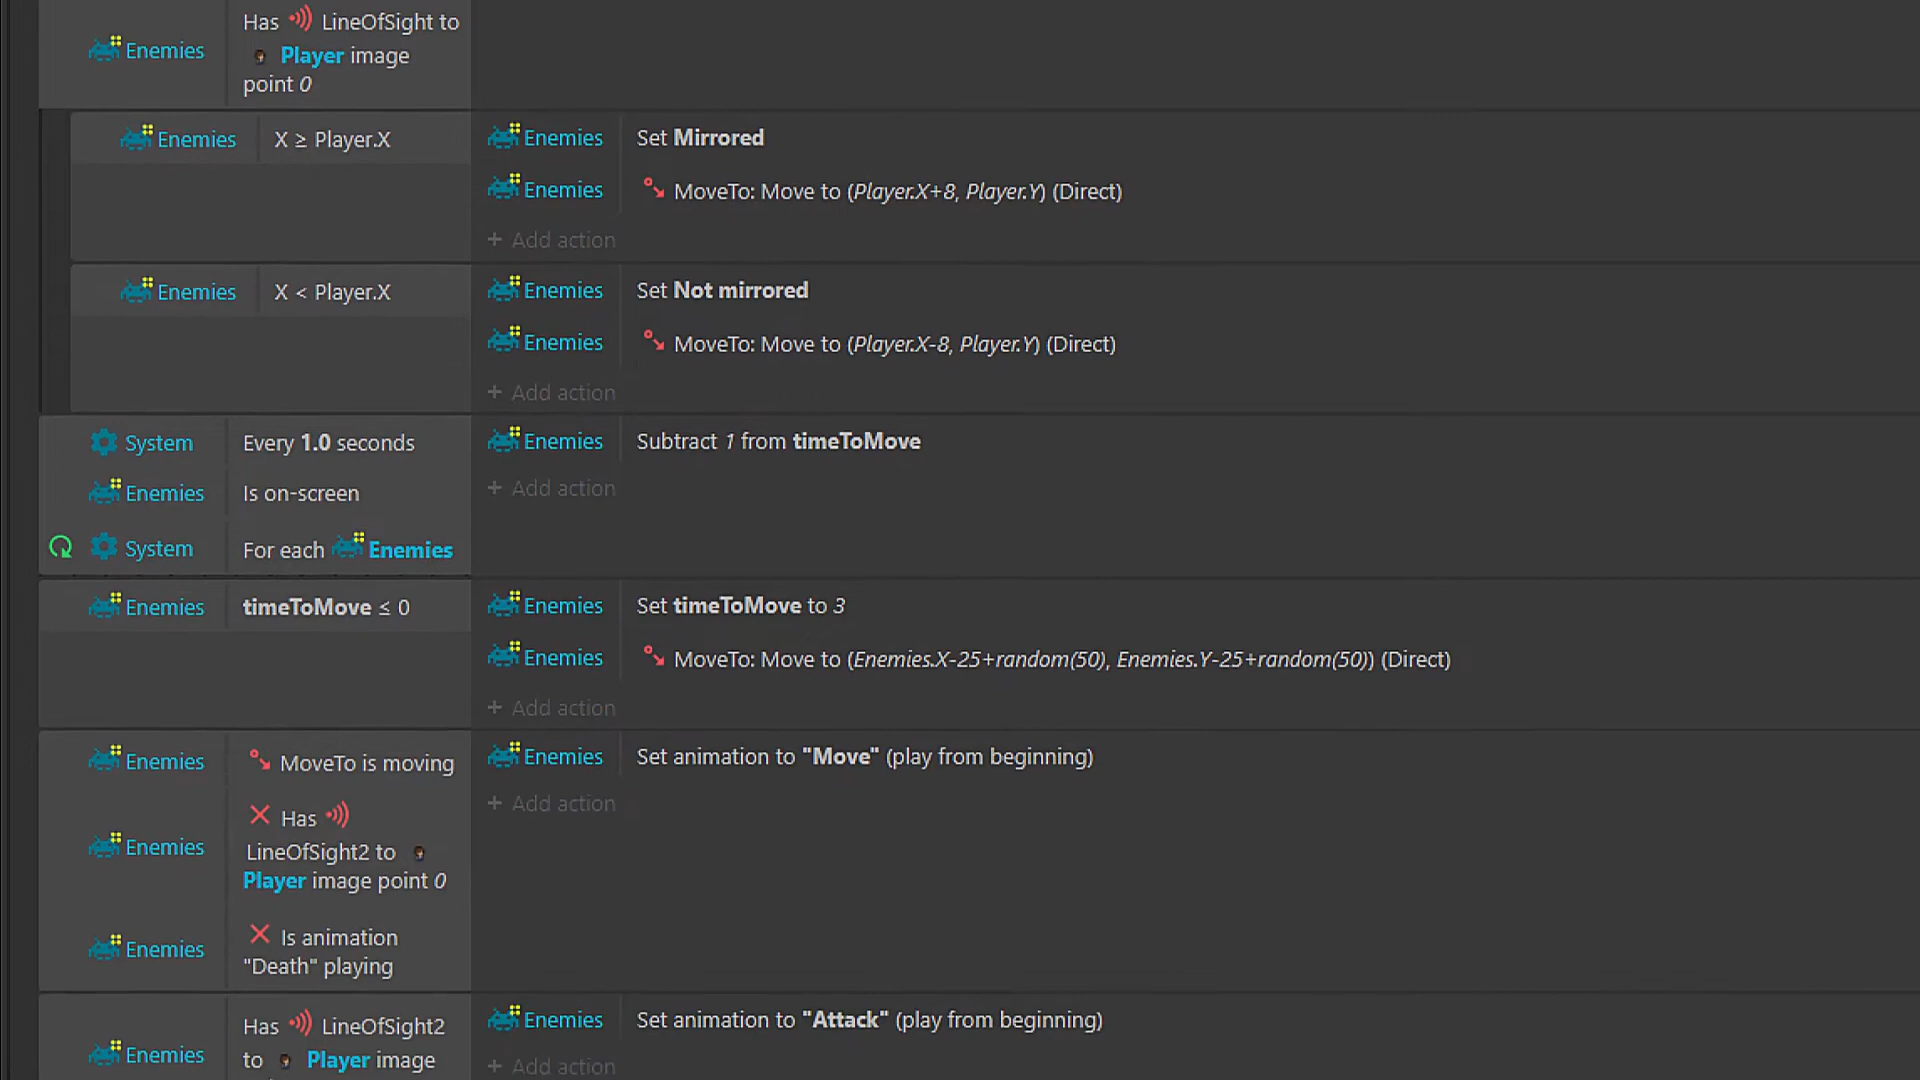 Enemies Has LineOfSight to
Player image
point 0
Enemies X ≥ Player.X Enemies Set Mirrored
Enemies MoveTo: Move to (Player.X+8, Player.Y) (Direct)
+ Add action
Enemies X < Player.X Enemies Set Not mirrored
Enemies MoveTo: Move to (Player.X-8, Player.Y) (Direct)
+ Add action
System Every 1.0 seconds Enemies Subtract 1 from timeToMove
Enemies Is on-screen + Add action
System For each Enemies
Enemies timeToMove ≤ 0 Enemies Set timeToMove to 3
Enemies MoveTo: Move to (Enemies.X-25+random(50), Enemies.Y-25+random(50)) (Direct)
+ Add action
Enemies MoveTo is moving Enemies Set animation to "Move" (play from beginning)
+ Add action
Enemies Has
LineOfSight2 to
Player image point 0
Enemies Is animation
"Death" playing
Enemies Has LineOfSight2 Enemies Set animation to "Attack" (play from beginning)
to Player image + Add action